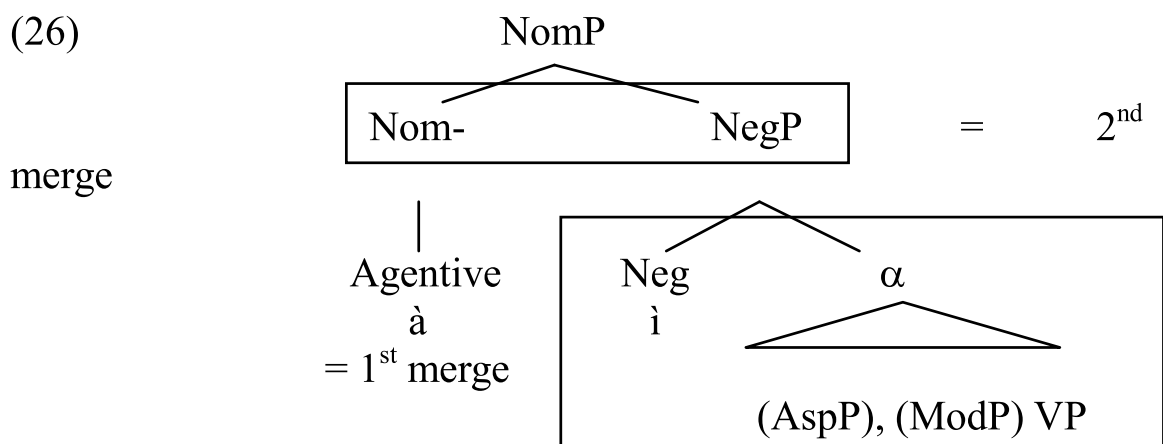 (26) NomP
Nom- NegP = 2nd
merge
Agentive Neg α
à ì
= 1st merge
(AspP), (ModP) VP